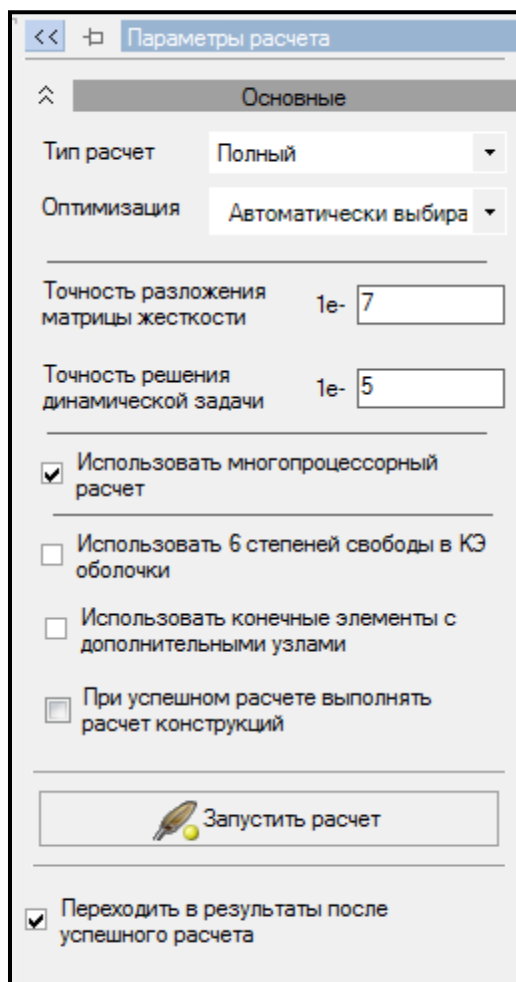 << Параметры расчета
Основные
Тип расчет Полный
Оптимизация Автоматически выбира
Точность разложения
матрицы жесткости 1e- 7
Точность решения
динамической задачи 1e- 5
Использовать многопроцессорный
расчет
Использовать 6 степеней свободы в КЭ
оболочки
Использовать конечные элементы с
дополнительными узлами
При успешном расчете выполнять
расчет конструкций
Запустить расчет
Переходить в результаты после
успешного расчета